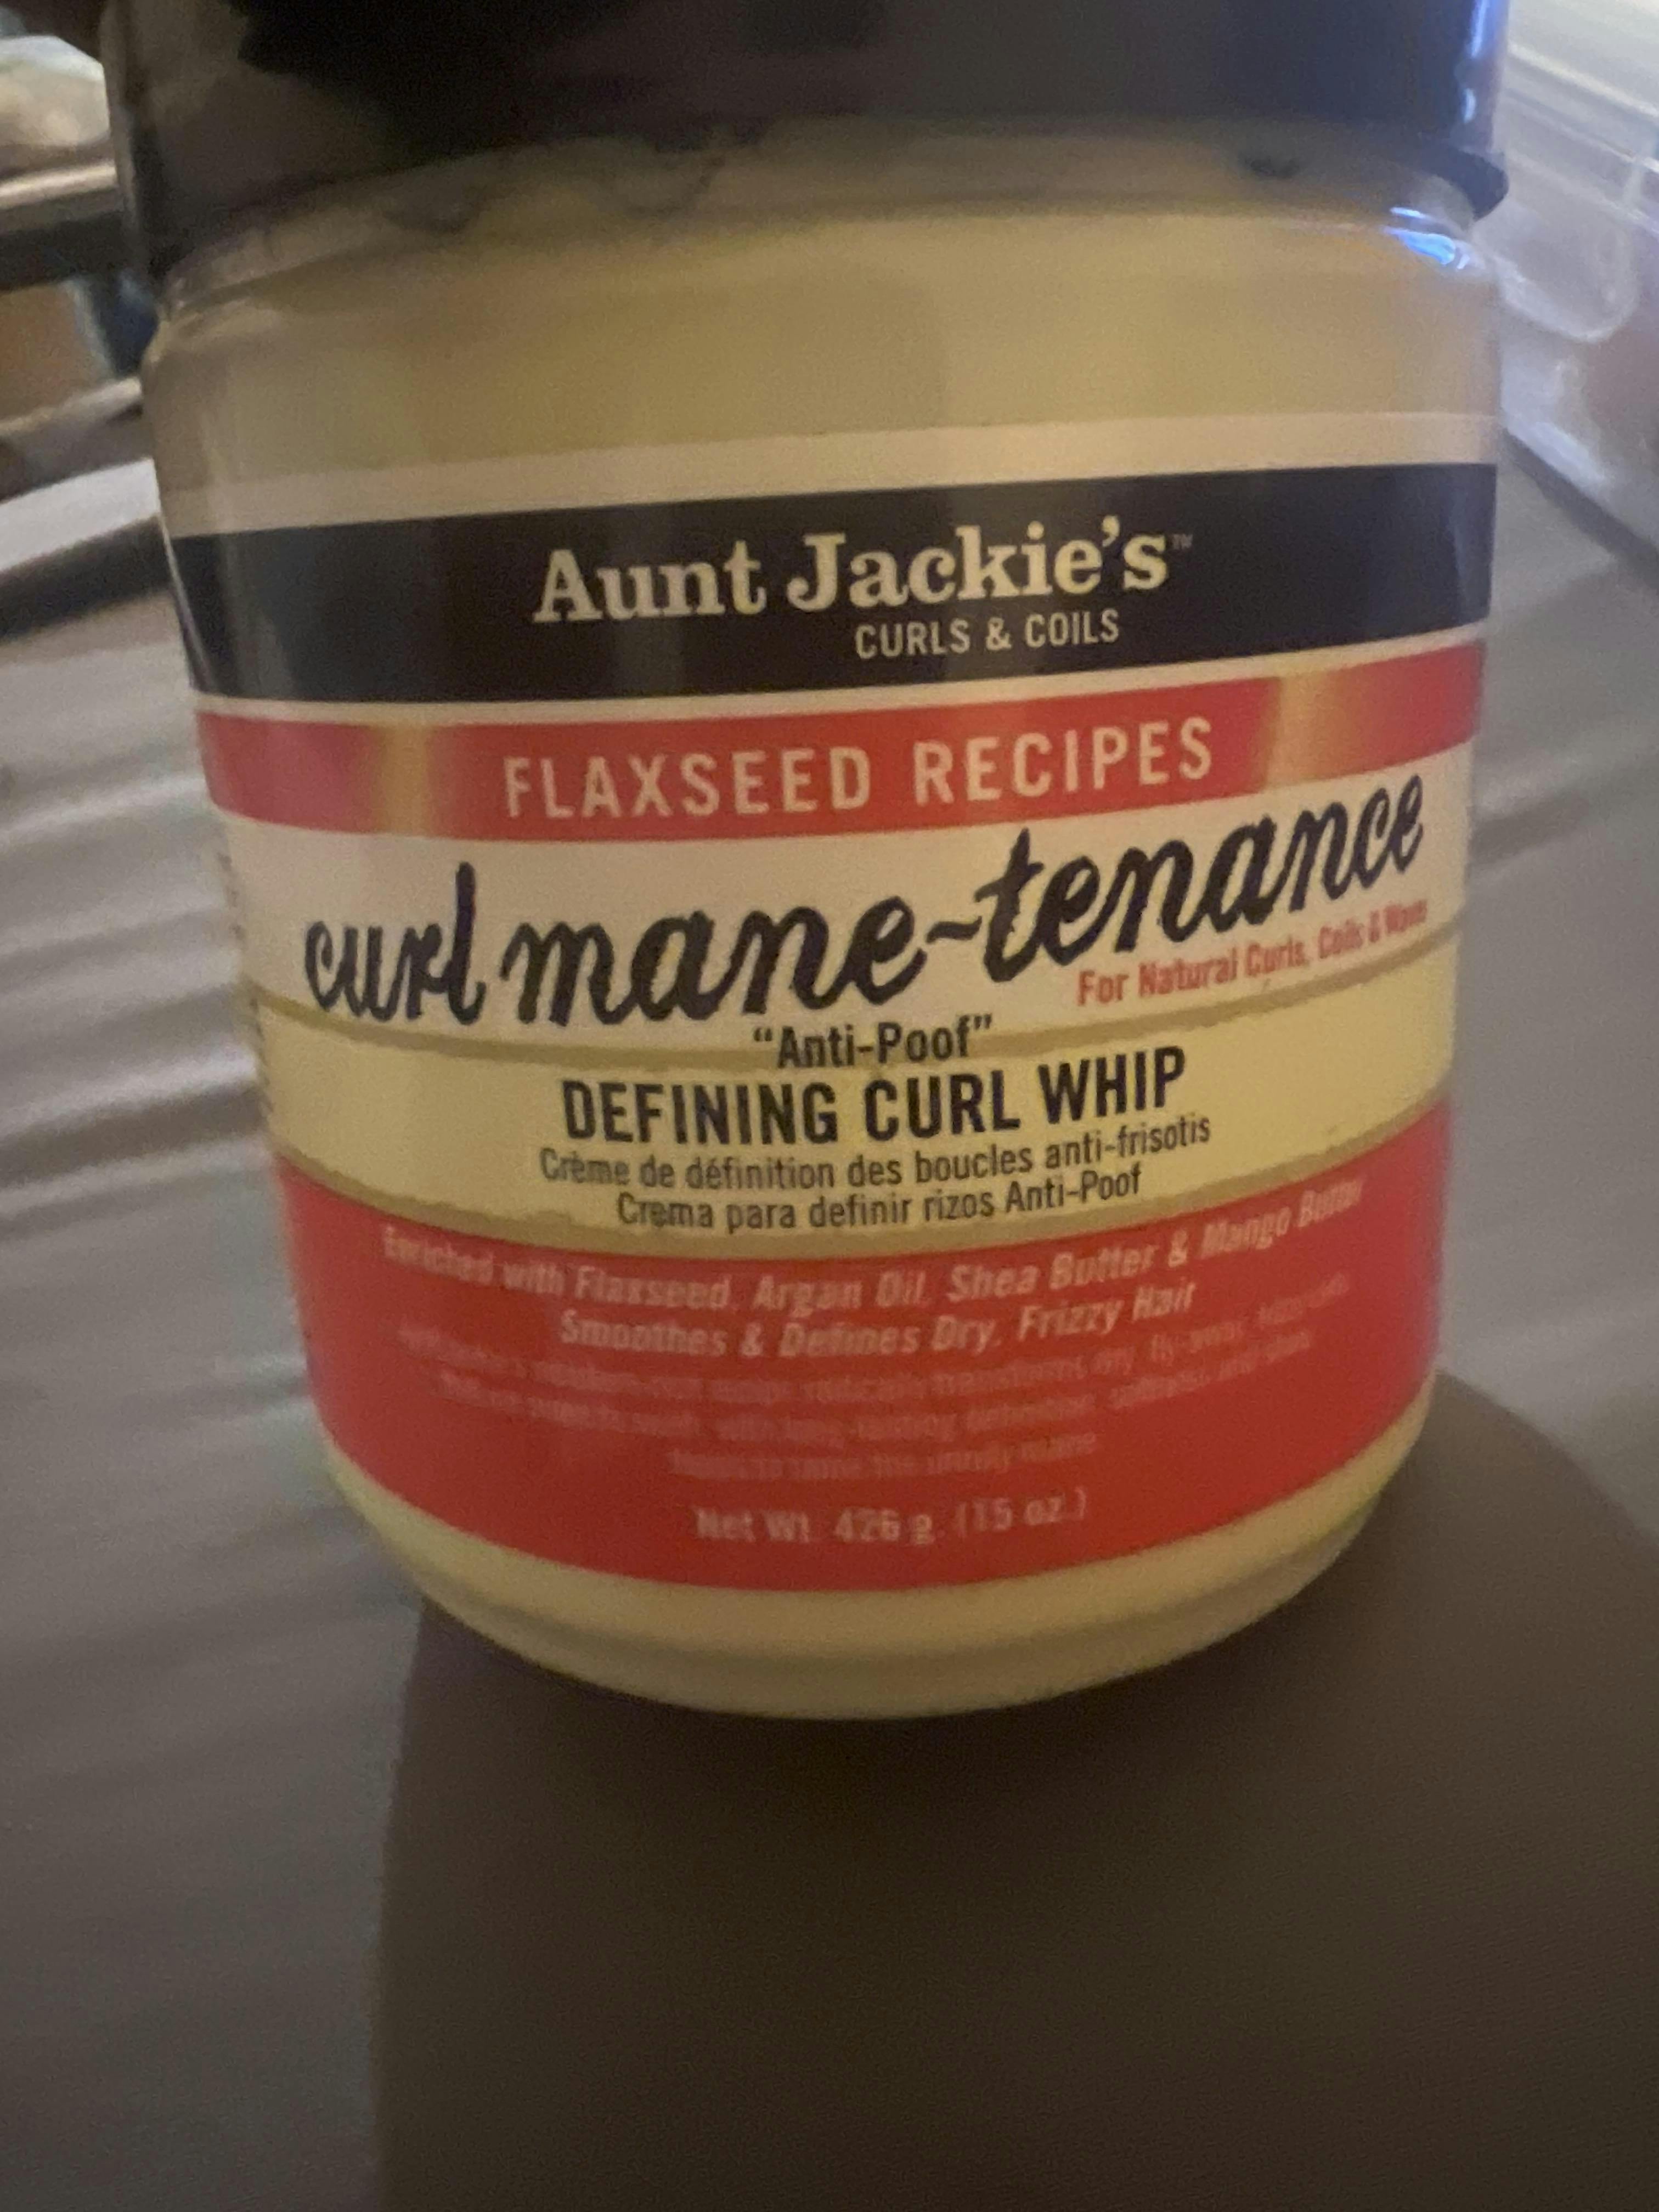 Aunt Jackie's™
CURLS & COILS
FLAXSEED RECIPES
curl mane-tenance
For Natural Curls, Coils & Waves
"Anti-Poof"
DEFINING CURL WHIP
Crème de définition des boucles anti-frisotis
Crema para definir rizos Anti-Poof
Enriched with Flaxseed, Argan Oil, Shea Butter & Mango Butter
Smoothes & Defines Dry, Frizzy Hair
Net Wt. 426 g. (15 oz.)